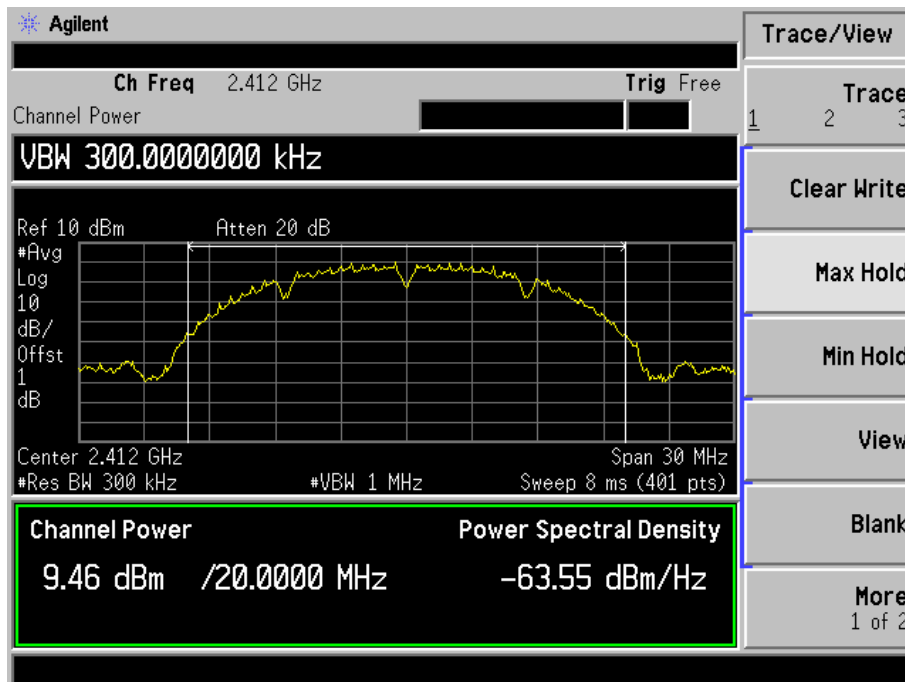 Agilent
Trace/View
Ch Freq 2.412 GHz
Trig Free
Channel Power
Trace
1 2 3
VBW 300.0000000 kHz
Clear Write
Ref 10 dBm
Atten 20 dB
#Avg
Log
10
dB/
Offst
1
dB
Max Hold
Min Hold
View
Center 2.412 GHz
Span 30 MHz
#Res BW 300 kHz
#VBW 1 MHz
Sweep 8 ms (401 pts)
Channel Power
Power Spectral Density
9.46 dBm /20.0000 MHz
-63.55 dBm/Hz
Blank
More
1 of 2